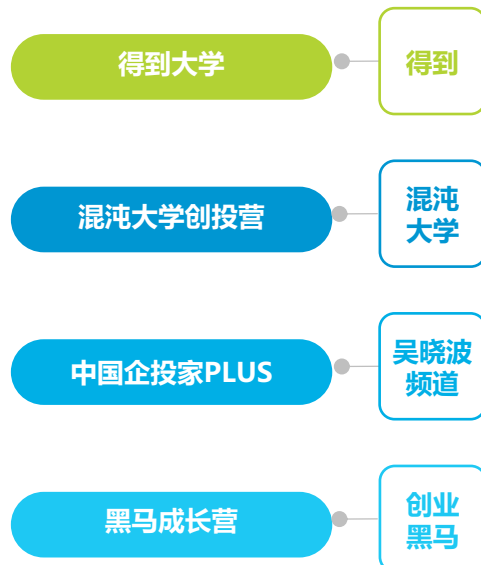 得到大学
得到
混沌大学创投营
混沌
大学
中国企投家PLUS
吴晓波
频道
黑马成长营
创业
黑马